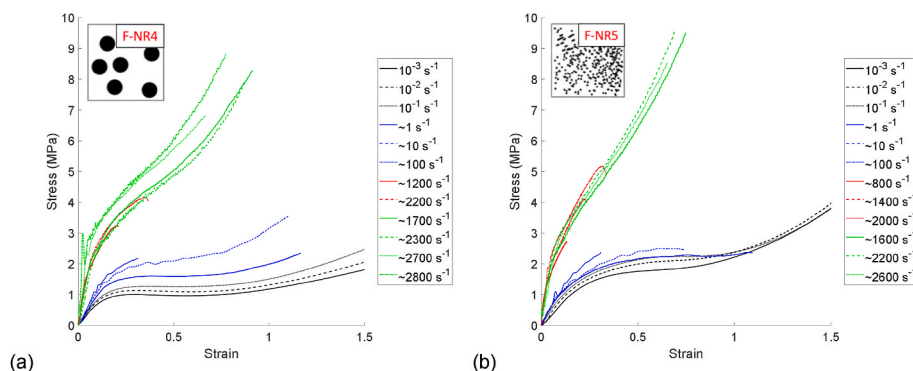 10
9
8
7
6
5
4
3
2
1
0
Stress (MPa)
F-NR4
0 0.5 1 1.5
Strain
(a)
10⁻³ s⁻¹
10⁻² s⁻¹
10⁻¹ s⁻¹
~1 s⁻¹
~10 s⁻¹
~100 s⁻¹
~1200 s⁻¹
~2200 s⁻¹
~1700 s⁻¹
~2300 s⁻¹
~2700 s⁻¹
~2800 s⁻¹
10
9
8
7
6
5
4
3
2
1
0
Stress (MPa)
F-NR5
0 0.5 1 1.5
Strain
(b)
10⁻³ s⁻¹
10⁻² s⁻¹
10⁻¹ s⁻¹
~1 s⁻¹
~10 s⁻¹
~100 s⁻¹
~800 s⁻¹
~1400 s⁻¹
~2000 s⁻¹
~1600 s⁻¹
~2200 s⁻¹
~2600 s⁻¹